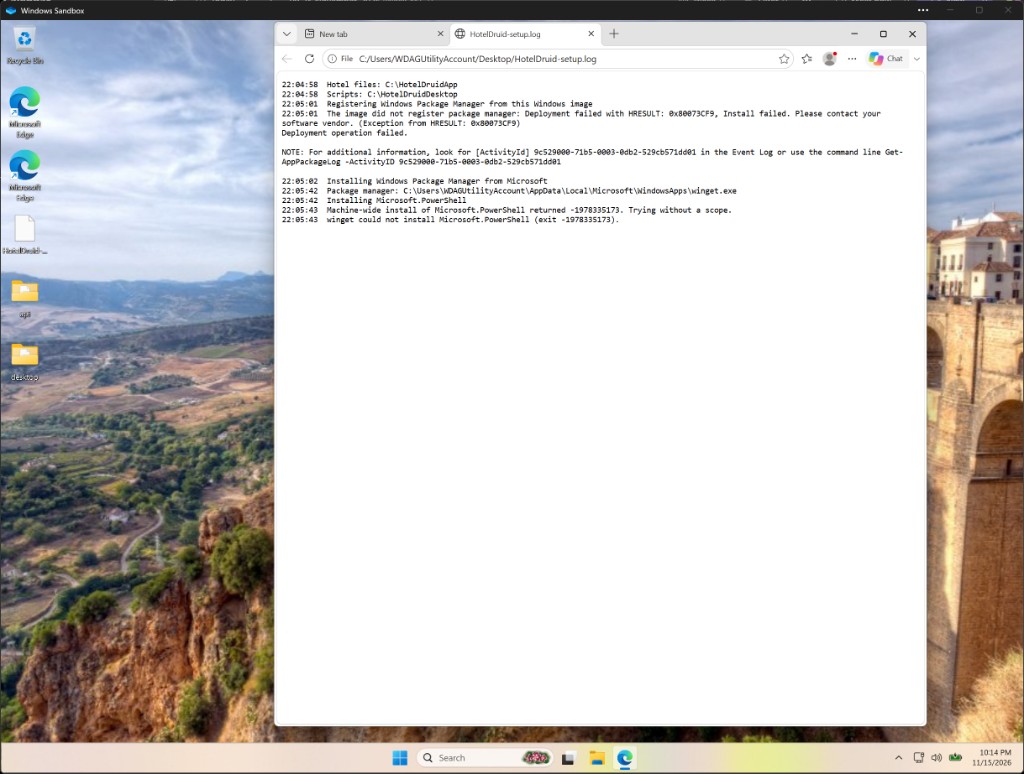 Windows Sandbox
Recycle Bin
Microsoft
Edge
Microsoft
Edge
HotelDruid-...
api
desktop
New tab
HotelDruid-setup.log
File
C:/Users/WDAGUtilityAccount/Desktop/HotelDruid-setup.log
Chat
22:04:58  Hotel files: C:\HotelDruidApp
22:04:58  Scripts: C:\HotelDruidDesktop
22:05:01  Registering Windows Package Manager from this Windows image
22:05:01  The image did not register package manager: Deployment failed with HRESULT: 0x80073CF9, Install failed. Please contact your
software vendor. (Exception from HRESULT: 0x80073CF9)
Deployment operation failed.
NOTE: For additional information, look for [ActivityId] 9c529000-71b5-0003-0db2-529cb571dd01 in the Event Log or use the command line Get-
AppPackageLog -ActivityID 9c529000-71b5-0003-0db2-529cb571dd01
22:05:02  Installing Windows Package Manager from Microsoft
22:05:42  Package manager: C:\Users\WDAGUtilityAccount\AppData\Local\Microsoft\WindowsApps\winget.exe
22:05:42  Installing Microsoft.PowerShell
22:05:43  Machine-wide install of Microsoft.PowerShell returned -1978335173. Trying without a scope.
22:05:43  winget could not install Microsoft.PowerShell (exit -1978335173).
Search
10:14 PM
11/15/2026